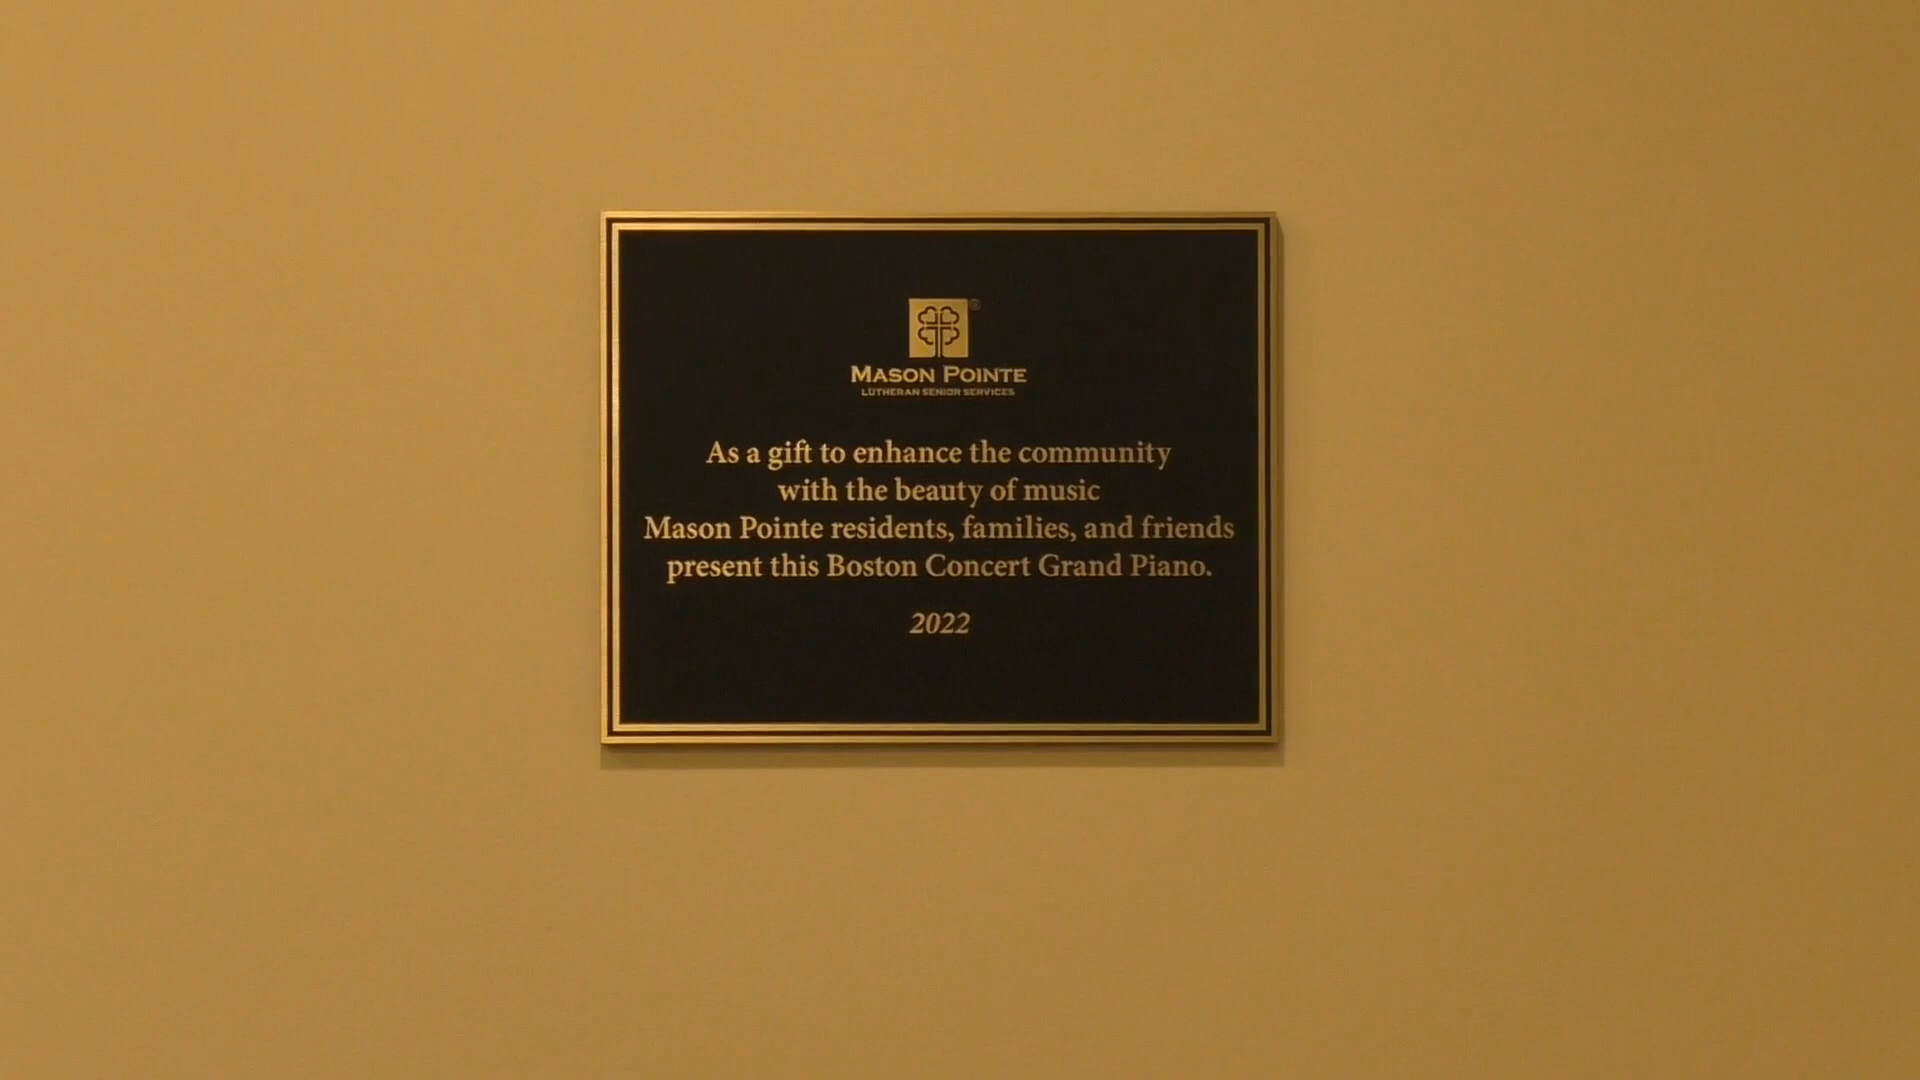 ®
MASON POINTE
LUTHERAN SENIOR SERVICES
As a gift to enhance the community
with the beauty of music
Mason Pointe residents, families, and friends
present this Boston Concert Grand Piano.
2022